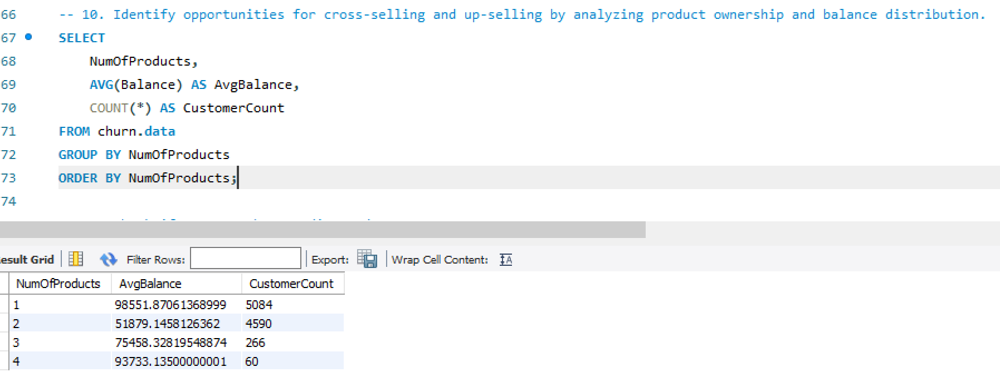 66 -- 10. Identify opportunities for cross-selling and up-selling by analyzing product ownership and balance distribution.
67 SELECT
68 NumOfProducts,
69 AVG(Balance) AS AvgBalance,
70 COUNT(*) AS CustomerCount
71 FROM churn.data
72 GROUP BY NumOfProducts
73 ORDER BY NumOfProducts;
74
esult Grid Filter Rows: Export: Wrap Cell Content: IA
NumOfProducts AvgBalance CustomerCount
1 98551.87061368999 5084
2 51879.1458126362 4590
3 75458.32819548874 266
4 93733.13500000001 60